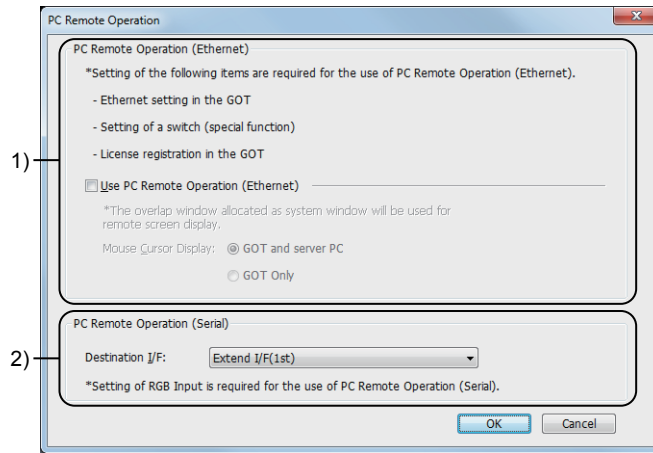 PC Remote Operation
PC Remote Operation (Ethernet)
*Setting of the following items are required for the use of PC Remote Operation (Ethernet).
- Ethernet setting in the GOT
- Setting of a switch (special function)
1)
- License registration in the GOT
Use PC Remote Operation (Ethernet)
*The overlap window allocated as system window will be used for
remote screen display.
Mouse Cursor Display: GOT and server PC
GOT Only
PC Remote Operation (Serial)
2) Destination I/F: Extend I/F(1st)
*Setting of RGB Input is required for the use of PC Remote Operation (Serial).
OK Cancel